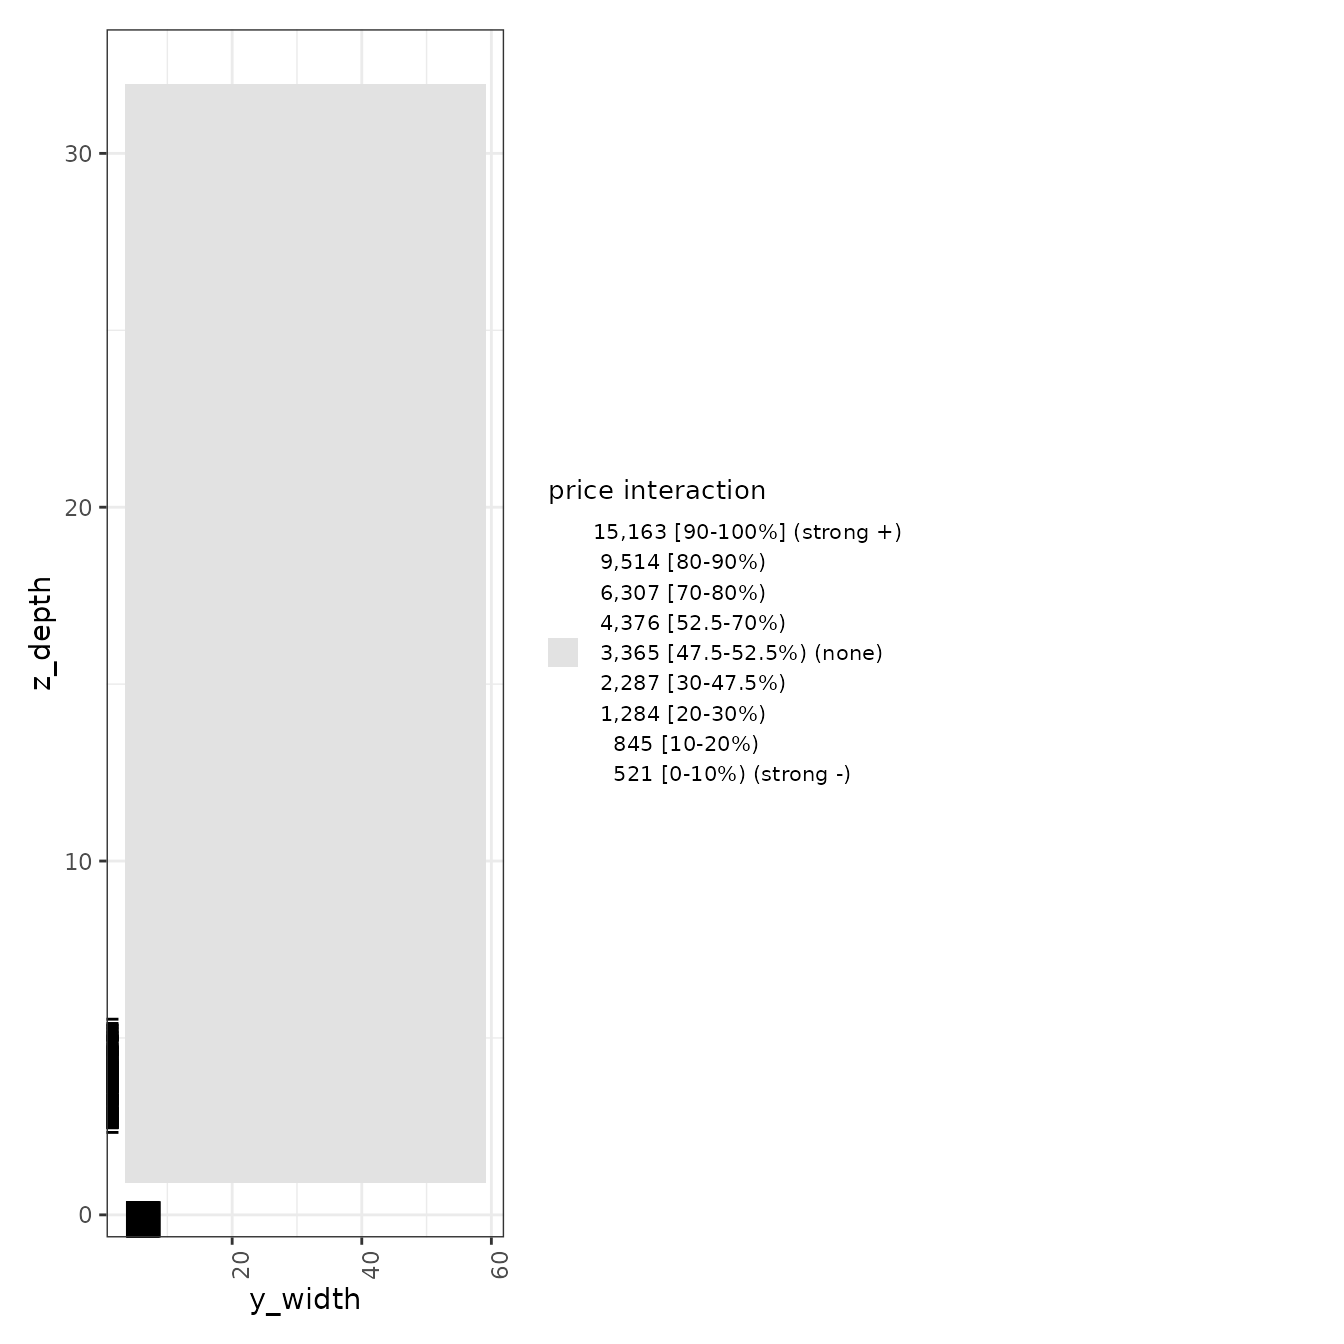 30
20
10
0
z_depth
20
40
60
y_width
price interaction
15,163 [90-100%] (strong +)
9,514 [80-90%)
6,307 [70-80%)
4,376 [52.5-70%)
3,365 [47.5-52.5%) (none)
2,287 [30-47.5%)
1,284 [20-30%)
845 [10-20%)
521 [0-10%) (strong -)